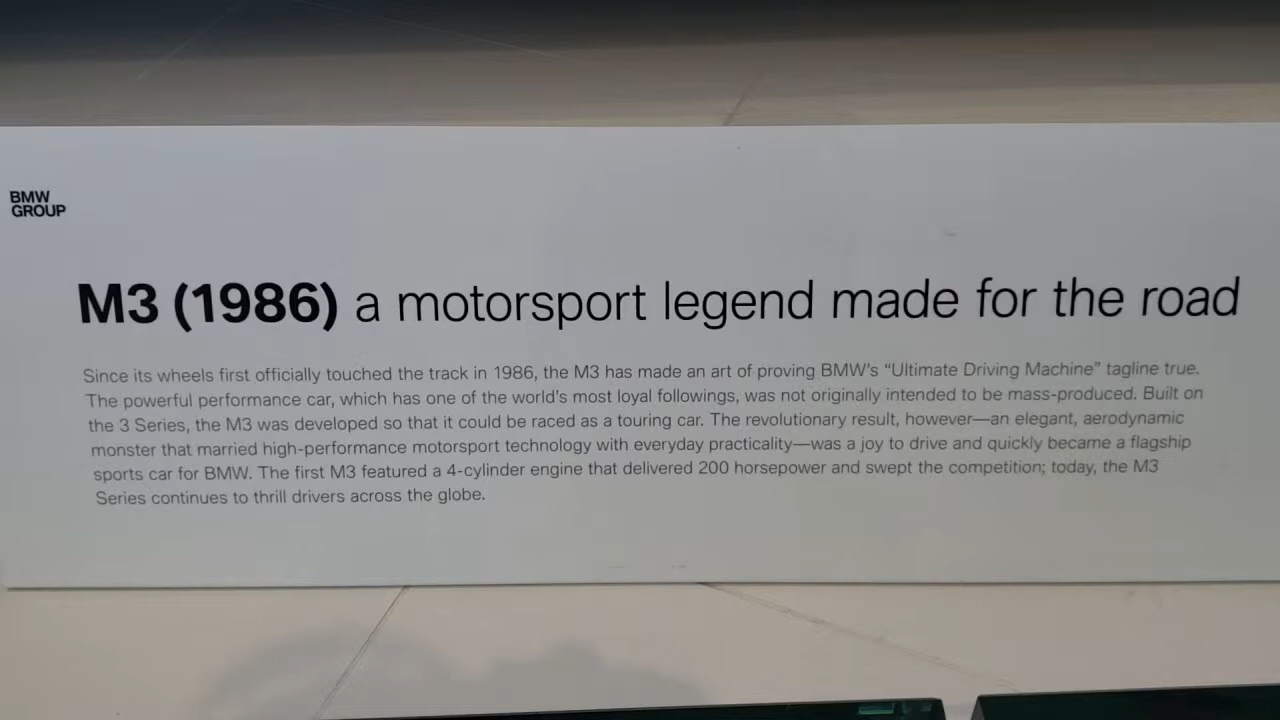 BMW
GROUP
M3 (1986) a motorsport legend made for the road
Since its wheels first officially touched the track in 1986, the M3 has made an art of proving BMW's “Ultimate Driving Machine” tagline true.
The powerful performance car, which has one of the world's most loyal followings, was not originally intended to be mass-produced. Built on
the 3 Series, the M3 was developed so that it could be raced as a touring car. The revolutionary result, however—an elegant, aerodynamic
monster that married high-performance motorsport technology with everyday practicality—was a joy to drive and quickly became a flagship
sports car for BMW. The first M3 featured a 4-cylinder engine that delivered 200 horsepower and swept the competition; today, the M3
Series continues to thrill drivers across the globe.